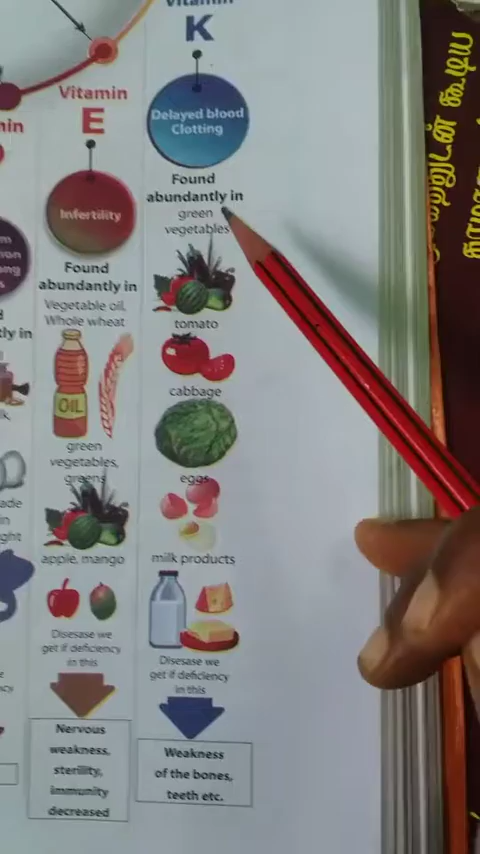 Vitamin
K
Delayed blood
Clotting
Found
abundantly in
green
vegetables
tomato
cabbage
eggs
milk products
Disesase we
get if deficiency
in this
Weakness
of the bones,
teeth etc.
Vitamin
E
Infertility
Found
abundantly in
Vegetable oil,
Whole wheat
OIL
green
vegetables,
greens
apple, mango
Disesase we
get if deficiency
in this
Nervous
weakness,
sterility,
immunity
decreased
கூடிய